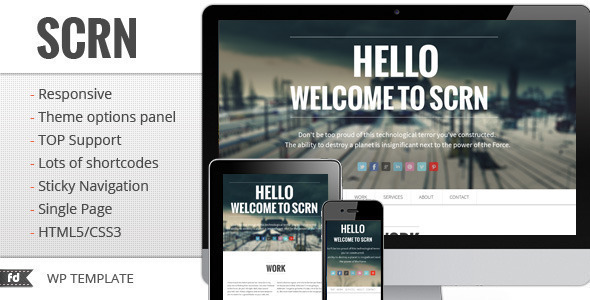 SCRN
- Responsive
- Theme options panel
- TOP Support
- Lots of shortcodes
- Sticky Navigation
- Single Page
- HTML5/CSS3
fd
WP TEMPLATE
HELLO
WELCOME TO SCRN
Don't be too proud of this technological terror you've constructed.
The ability to destroy a planet is insignificant next to the power of the Force.
WORK SERVICES ABOUT CONTACT
WORK
HELLO
WELCOME TO SCRN
WORK
HELLO
WELCOME TO SCRN